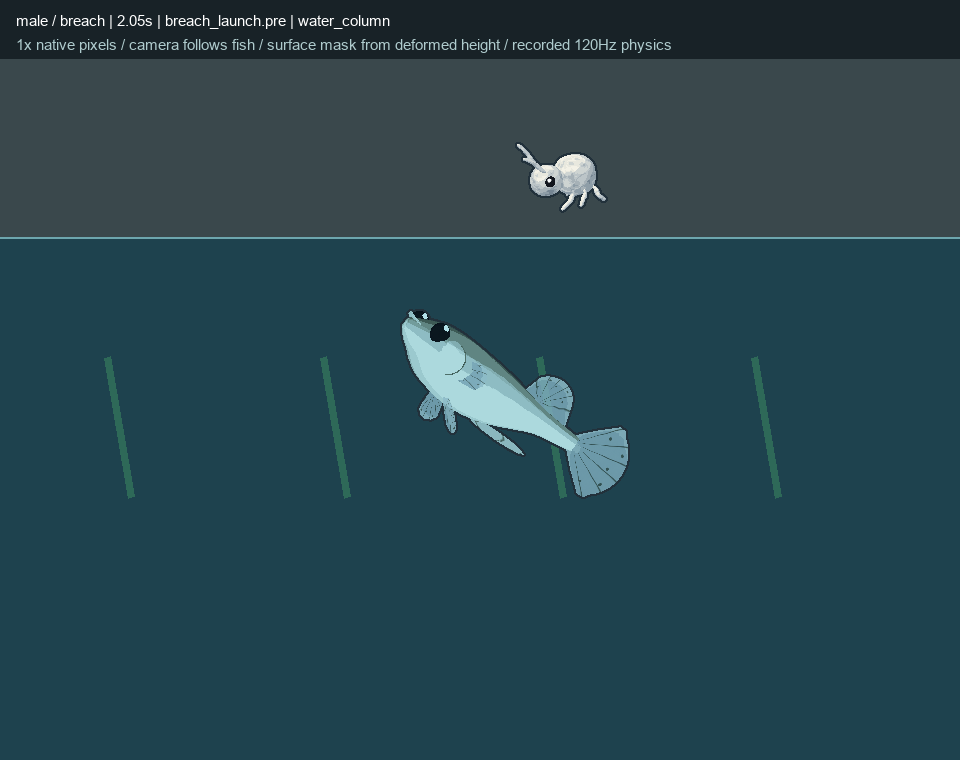 male / breach | 2.05s | breach_launch.pre | water_column
1x native pixels / camera follows fish / surface mask from deformed height / recorded 120Hz physics